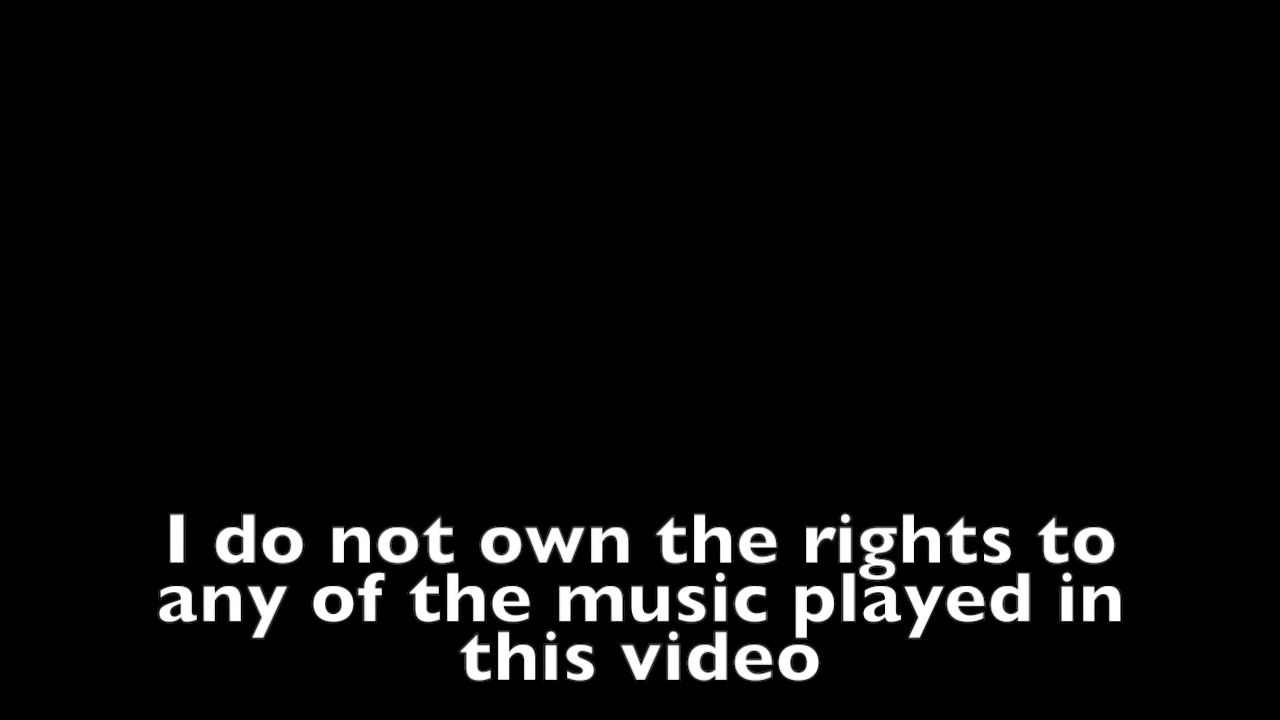 I do not own the rights to
any of the music played in
this video